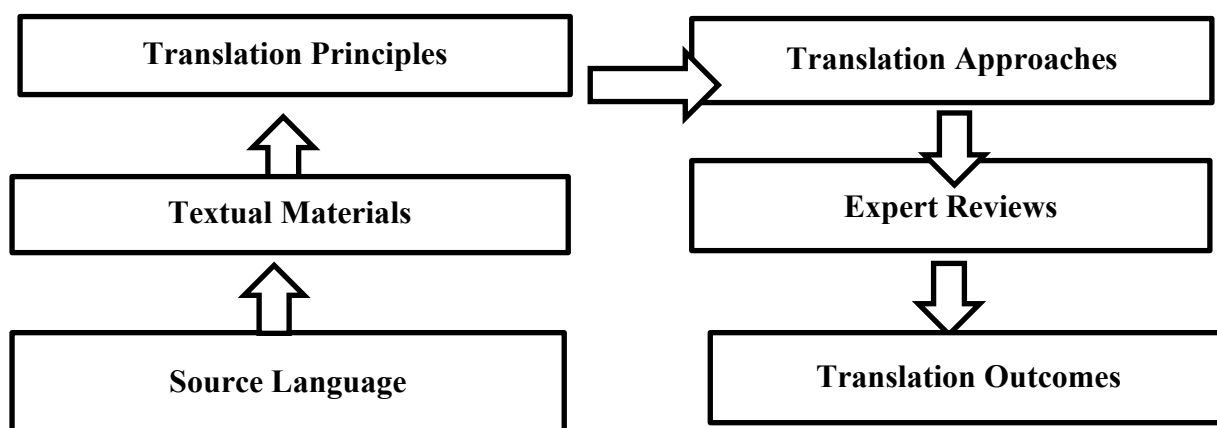 Translation Principles
Translation Approaches
Textual Materials
Expert Reviews
Source Language
Translation Outcomes